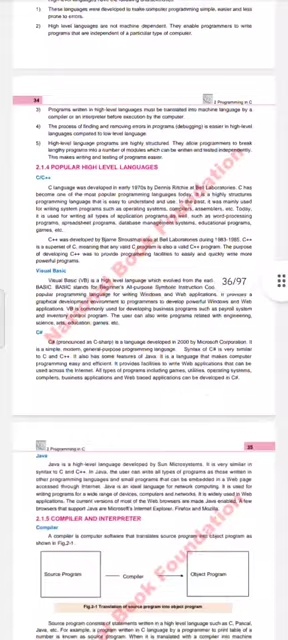 1) These languages were developed to make computer programming simple, easier and less
prone to errors.
2) High level languages are not machine dependent. They enable programmers to write
programs that are independent of a particular type of computer.
34
2 Programming in C
3) Programs written in high-level languages must be translated into machine language by a
compiler or an interpreter before execution by the computer.
4) The process of finding and removing errors in programs (debugging) is easier in high-level
languages compared to low-level language.
5) High-level language programs are highly structured. They allow programmers to break
lengthy programs into a number of modules which can be written and tested independently.
This makes writing and testing of programs easier.
2.1.4 POPULAR HIGH LEVEL LANGUAGES
C/C++
C language was developed in early 1970s by Dennis Ritchie at Bell Laboratories. C has
become one of the most popular programming languages today. It is a highly structures
programming language that is easy to understand and use. In the past, it was mainly used
for writing system programs such as operating systems, compilers, assemblers, etc. Today,
it is used for writing all types of application programs as well, such as word-processing
programs, spreadsheet programs, database management systems, educational programs,
games, etc.
C++ was developed by Bjarne Stroustrup also at Bell Laboratories during 1983-1985. C++
is a superset of C, meaning that any valid C program is also a valid C++ program. The purpose
of developing C++ was to provide programming facilities to easily and quickly write more
powerful programs.
Visual Basic
Visual Basic (VB) is a high level language which evolved from the earli
BASIC. BASIC stands for Beginner's All-purpose Symbolic Instruction Cod
36/97
popular programming language for writing Windows and Web applications. It provides a
graphical development environment to programmers to develop powerful Windows and Web
applications. VB is commonly used for developing business programs such as payroll system
and inventory control program. The user can also write programs related with engineering,
science, arts, education, games, etc.
C#
C# (pronounced as C-sharp) is a language developed in 2000 by Microsoft Corporation. It
is a simple, modern, general-purpose programming language. Syntax of C# is very similar
to C and C++. It also has some features of Java. It is a language that makes computer
programming easy and efficient. It provides facilities to write Web applications that can be
used across the Internet. All types of programs including games, utilities, operating systems,
compilers, business applications and Web based applications can be developed in C#.
2 Programming in C
35
Java
Java is a high-level language developed by Sun Microsystems. It is very similar in
syntax to C and C++. In Java, the user can write all types of programs as those written in
other programming languages and small programs that can be embedded in a Web page
accessed through Internet. Java is an ideal language for network computing. It is used for
writing programs for a wide range of devices, computers and networks. It is widely used in Web
applications. The current versions of most of the Web browsers are made Java enabled. A few
browsers that support Java are Microsoft's Internet Explorer, Firefox and Mozilla.
2.1.5 COMPILER AND INTERPRETER
Compiler
A compiler is computer software that translates source program into object program as
shown in Fig.2-1.
Source Program
Compiler
Object Program
Fig.2-1 Translation of source program into object program
Source program consists of statements written in a high level language such as C, Pascal,
Java, etc. For example, a program written in C language by a programmer to print table of a
number is known as source program. When it is translated with a compiler into machine
Book Foundation